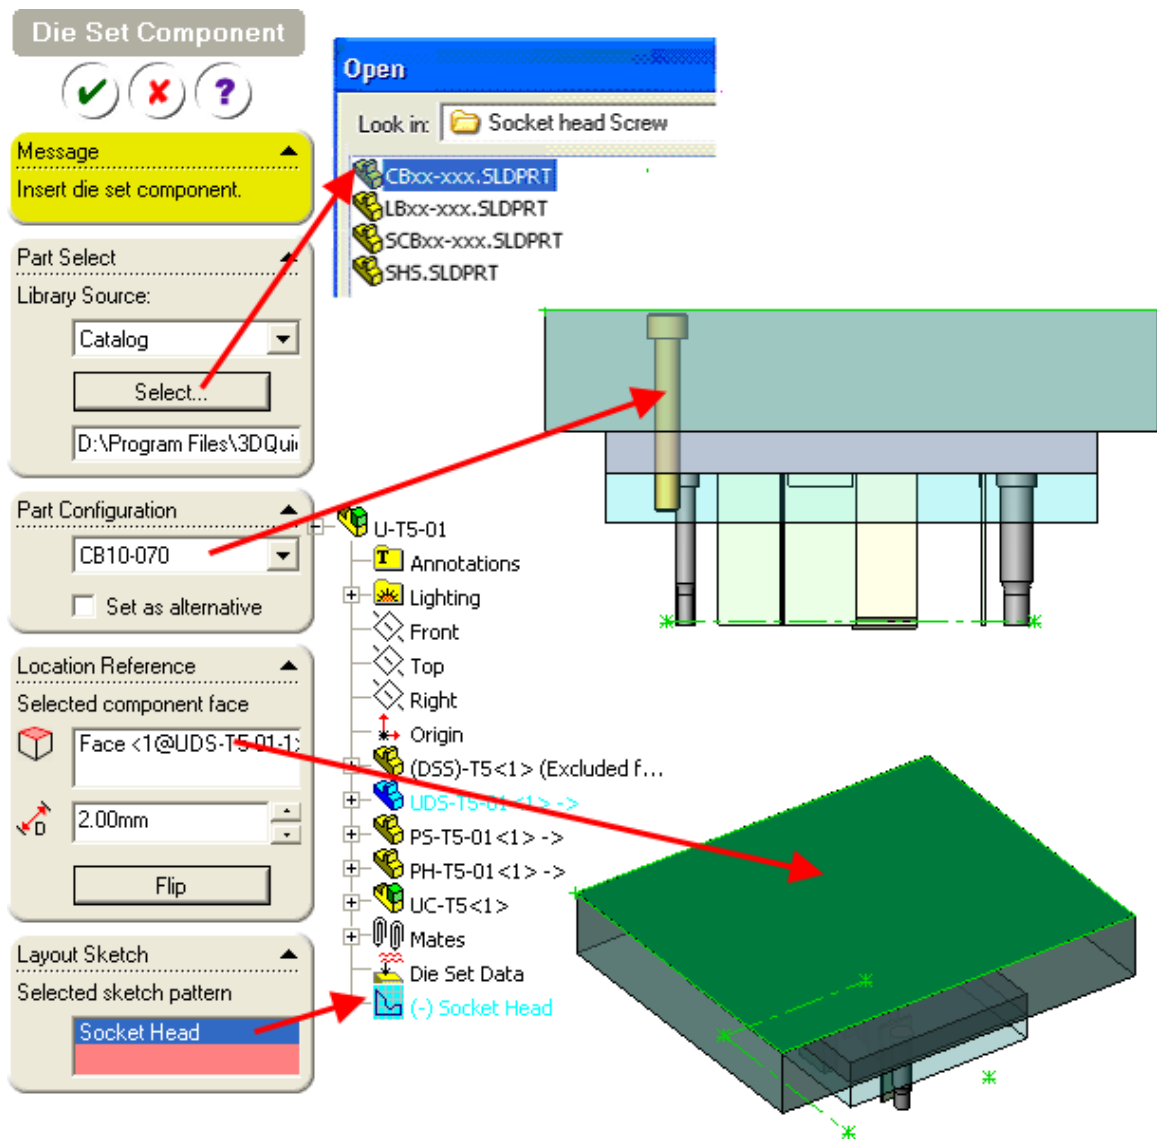 Die Set Component
?
Message
Insert die set component.
Part Select
Library Source:
Catalog
Select...
D:\Program Files\3DQui
Part Configuration
CB10-070
Set as alternative
Location Reference
Selected component face
Face <1@UDS-T5-01-1>
D
2.00mm
Flip
Layout Sketch
Selected sketch pattern
Socket Head
Open
Look in: Socket head Screw
CBxx-xxx.SLDPRT
LBxx-xxx.SLDPRT
SCBxx-xxx.SLDPRT
SHS.SLDPRT
U-T5-01
Annotations
Lighting
Front
Top
Right
Origin
(DSS)-T5<1> (Excluded f...
UDS-T5-01<1> ->
PS-T5-01<1> ->
PH-T5-01<1> ->
UC-T5<1>
Mates
Die Set Data
(-) Socket Head